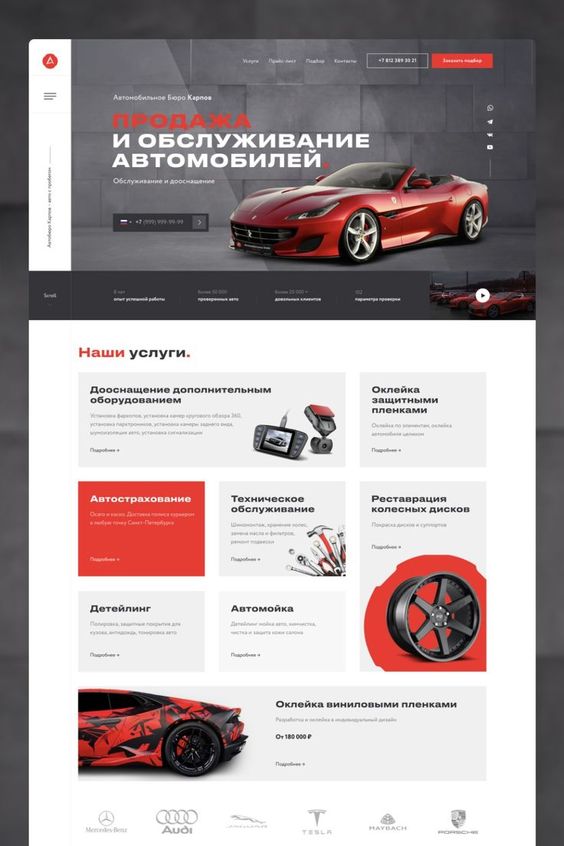 Услуги
Прайс-лист
Подбор
Контакты
+7 812 389 30 21
Заказать подбор
Автомобильное Бюро Карпов
ПРОДАЖА
И ОБСЛУЖИВАНИЕ
АВТОМОБИЛЕЙ.
Обслуживание и дооснащение
+7 (999) 999-99-99
Автобюро Карпов - авто с пробегом
Scroll
8 лет
опыт успешной работы
Более 50 000
проверенных авто
Более 20 000 +
довольных клиентов
102
параметра проверки
Наши услуги.
Дооснащение дополнительным
оборудованием
Установка фаркопов, установка камер кругового обзора 360,
установка парктроников, установка камеры заднего вида,
шумоизоляция авто, установка сигнализации
Подробнее →
Оклейка
защитными
пленками
Оклейка по элементам, оклейка
автомобиля целиком
Подробнее →
Автострахование
Осаго и каско. Доставка полиса курьером
в любую точку Санкт-Петербурга
Подробнее →
Техническое
обслуживание
Шиномонтаж, хранение колес,
замена масла и фильтров,
ремонт подвески
Подробнее →
Реставрация
колесных дисков
Покраска дисков и суппортов
Подробнее →
Детейлинг
Полировка, защитные покрытия для
кузова, антидождь, тонировка авто
Подробнее →
Автомойка
Детейлинг мойка авто, химчистка,
чистка и защита кожи салона
Подробнее →
Оклейка виниловыми пленками
Разработка и оклейка в индивидуальный дизайн
От 180 000 ₽
Подробнее →
Mercedes-Benz
Audi
JAGUAR
TESLA
MAYBACH
PORSCHE